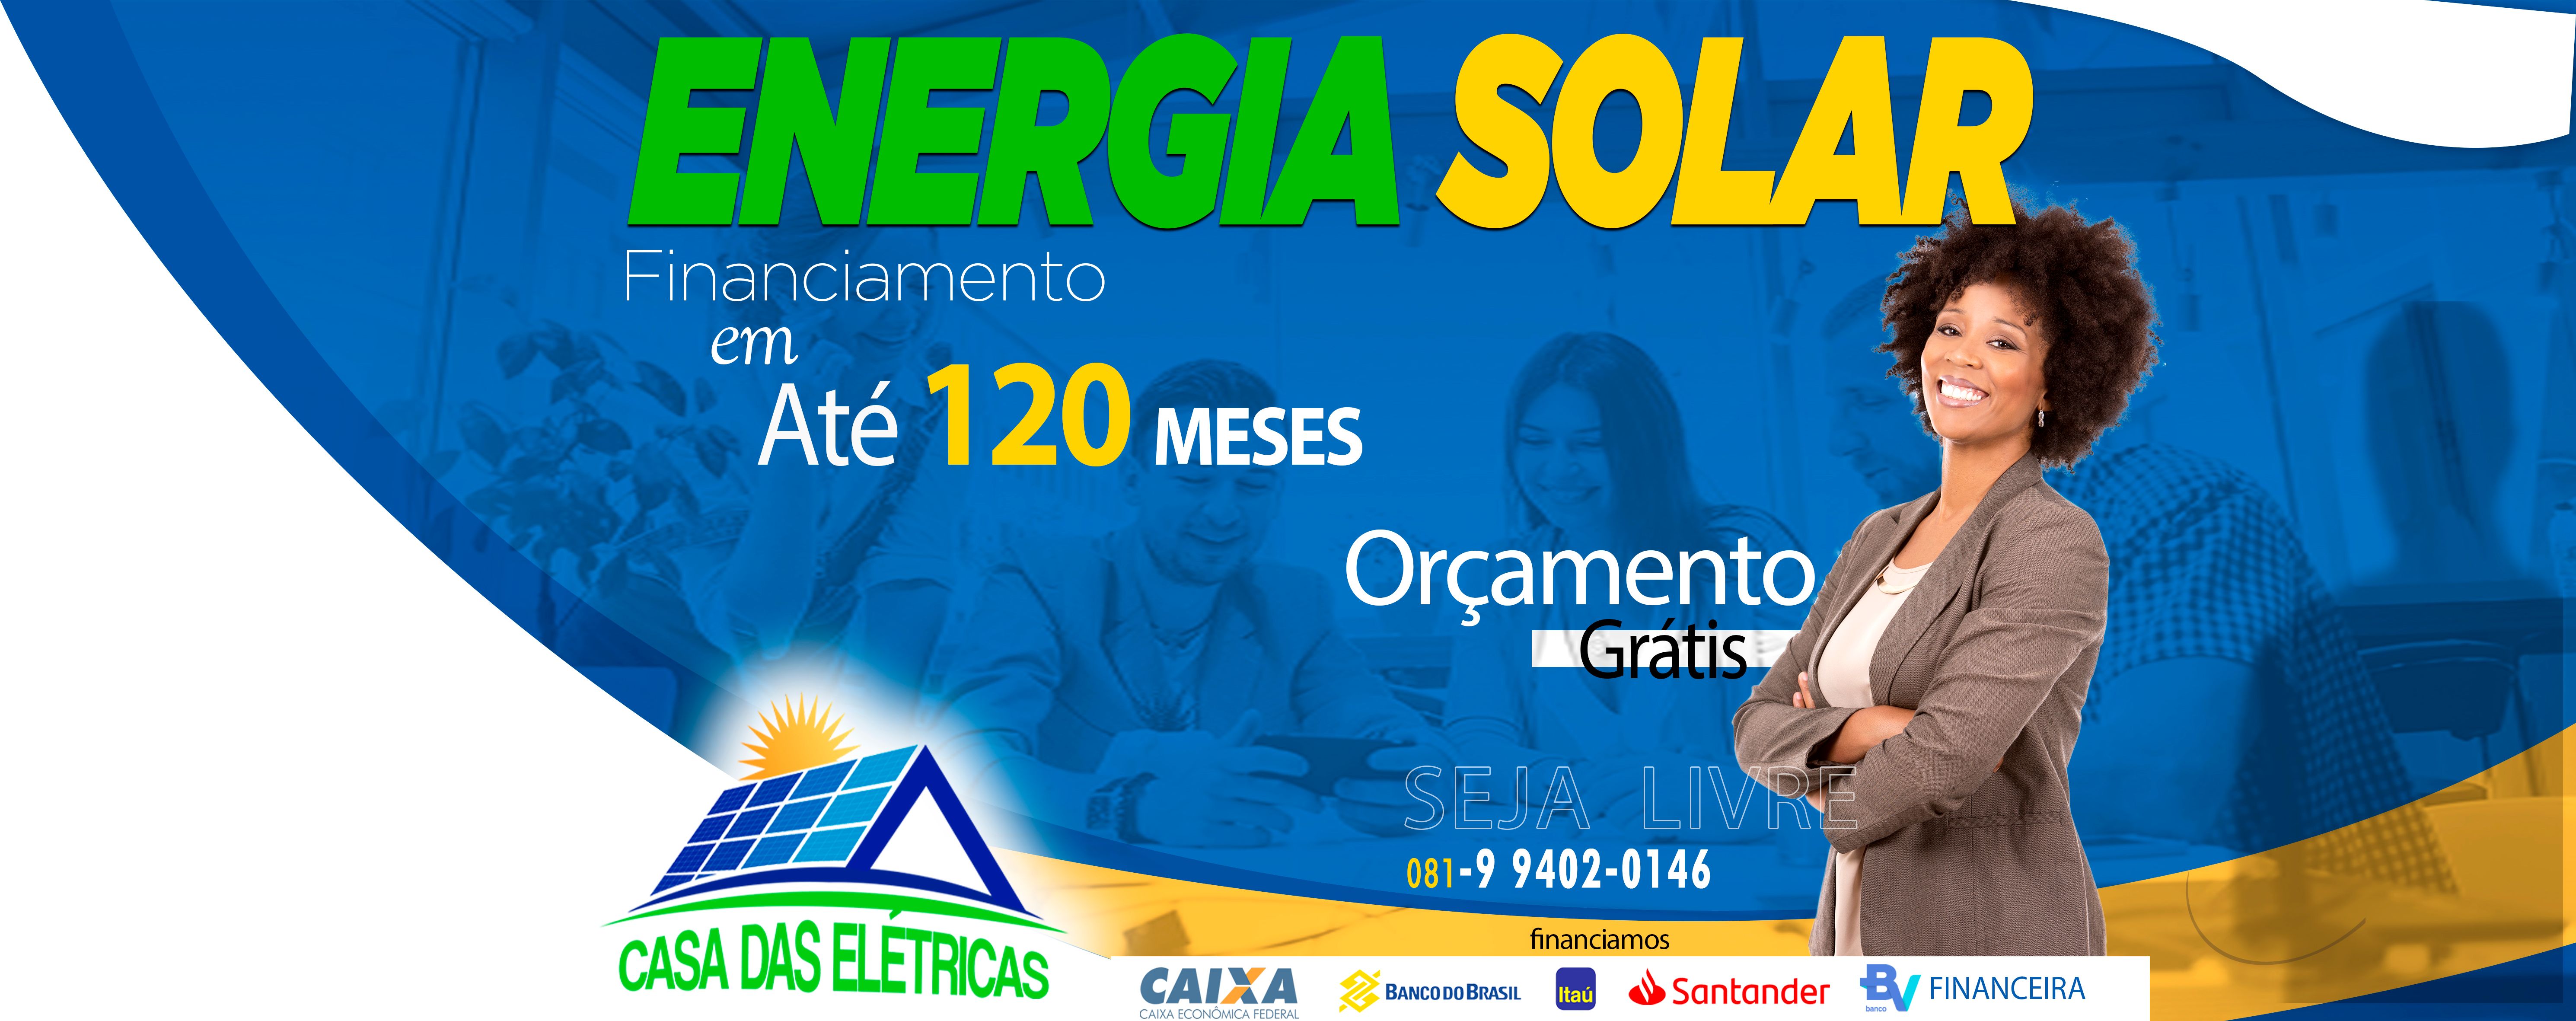 ENERGIA SOLAR
Financiamento
em
Até 120 MESES
Orçamento
Grátis
SEJA LIVRE
081-9 9402-0146
CASA DAS ELÉTRICAS
financiamos
CAIXA
CAIXA ECONÔMICA FEDERAL
BANCO DO BRASIL
Itaú
Santander
BV
banco
FINANCEIRA